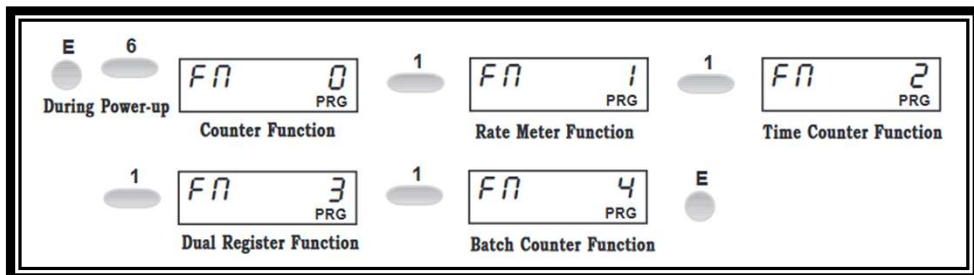 E 6 FN 0 PRG 1 FN 1 PRG 1 FN 2 PRG
During Power-up
Counter Function Rate Meter Function Time Counter Function
1 FN 3 PRG 1 FN 4 PRG E
Dual Register Function Batch Counter Function